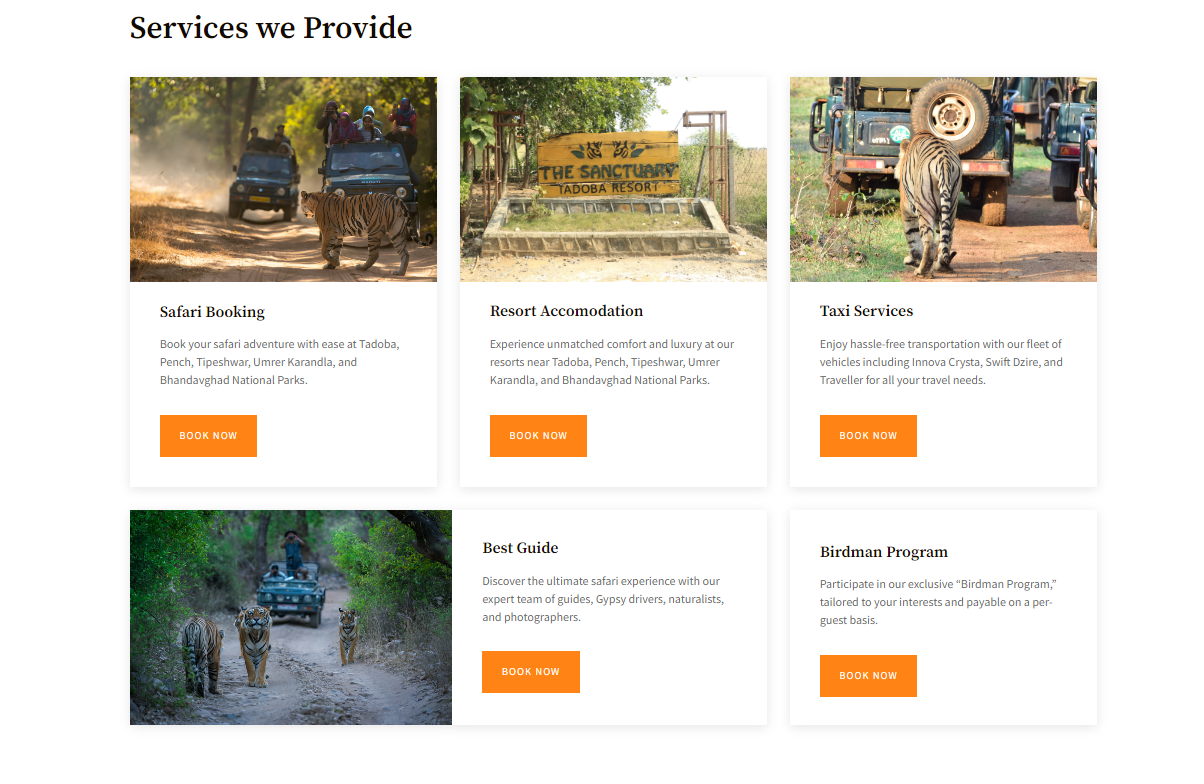 Services we Provide
THE SANCTUARY
TADOBA RESORT
Safari Booking
Book your safari adventure with ease at Tadoba,
Pench, Tipeshwar, Umrer Karandla, and
Bhandavghad National Parks.
BOOK NOW
Resort Accomodation
Experience unmatched comfort and luxury at our
resorts near Tadoba, Pench, Tipeshwar, Umrer
Karandla, and Bhandavghad National Parks.
BOOK NOW
Taxi Services
Enjoy hassle-free transportation with our fleet of
vehicles including Innova Crysta, Swift Dzire, and
Traveller for all your travel needs.
BOOK NOW
Best Guide
Discover the ultimate safari experience with our
expert team of guides, Gypsy drivers, naturalists,
and photographers.
BOOK NOW
Birdman Program
Participate in our exclusive “Birdman Program,”
tailored to your interests and payable on a per-
guest basis.
BOOK NOW